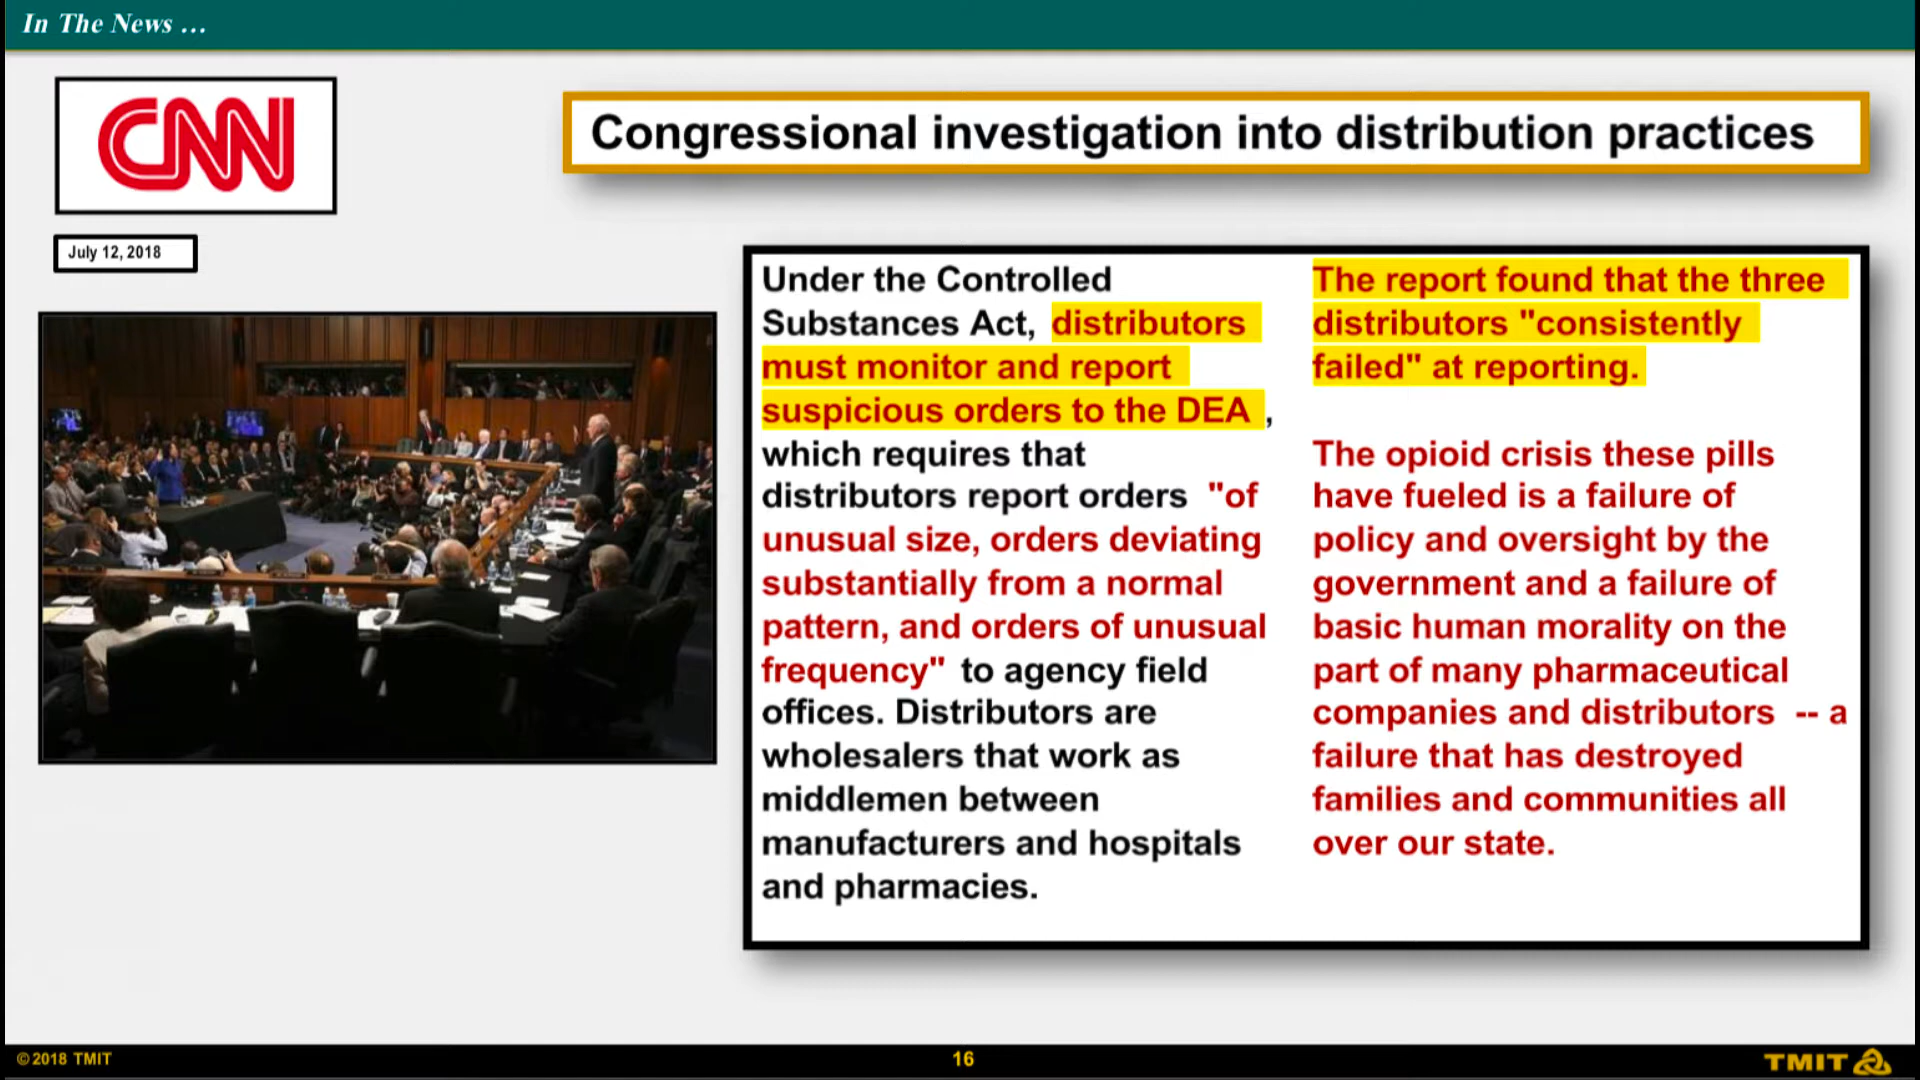 In The News ...
CNN
Congressional investigation into distribution practices
July 12, 2018
Under the Controlled
Substances Act, distributors
must monitor and report
suspicious orders to the DEA ,
which requires that
distributors report orders "of
unusual size, orders deviating
substantially from a normal
pattern, and orders of unusual
frequency" to agency field
offices. Distributors are
wholesalers that work as
middlemen between
manufacturers and hospitals
and pharmacies.
The report found that the three
distributors "consistently
failed" at reporting.
The opioid crisis these pills
have fueled is a failure of
policy and oversight by the
government and a failure of
basic human morality on the
part of many pharmaceutical
companies and distributors -- a
failure that has destroyed
families and communities all
over our state.
© 2018 TMIT
16
TMIT